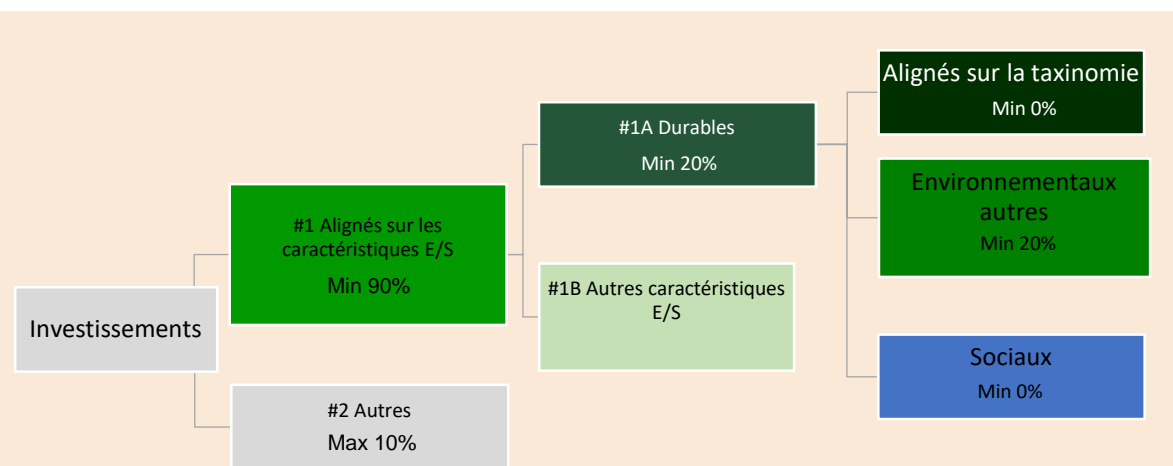 Investissements
#1 Alignés sur les
caractéristiques E/S
Min 90%
#2 Autres
Max 10%
#1A Durables
Min 20%
#1B Autres caractéristiques
E/S
Alignés sur la taxinomie
Min 0%
Environnementaux
autres
Min 20%
Sociaux
Min 0%